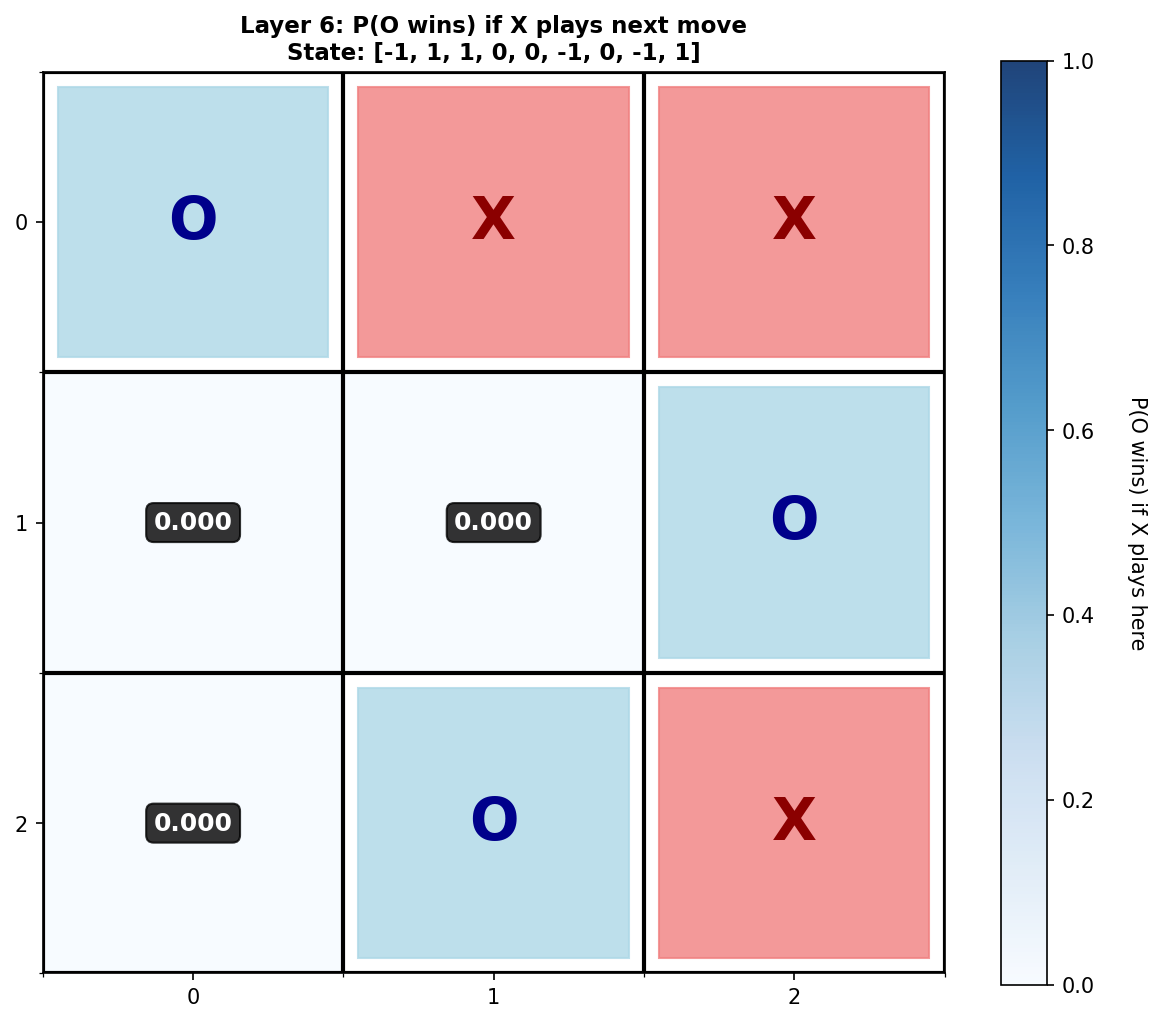 Layer 6: P(O wins) if X plays next move
State: [-1, 1, 1, 0, 0, -1, 0, -1, 1]
0
O
X
X
1
0.000
0.000
O
2
0.000
O
X
0
1
2
1.0
0.8
0.6
0.4
0.2
0.0
P(O wins) if X plays here